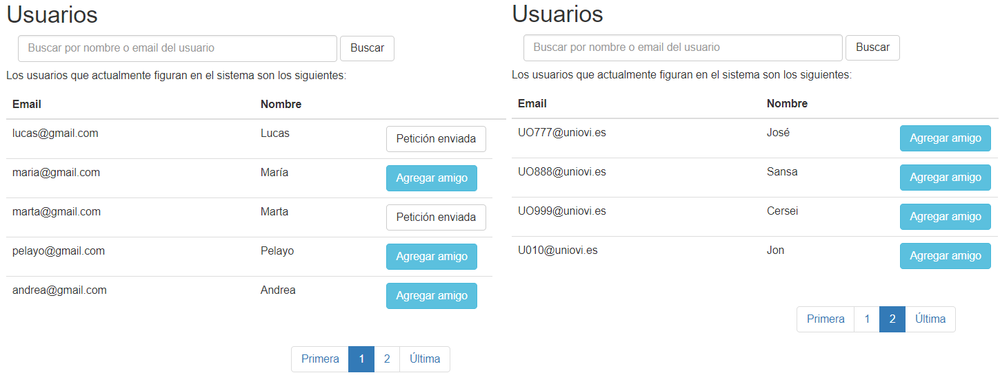 Usuarios
Buscar por nombre o email del usuario Buscar
Los usuarios que actualmente figuran en el sistema son los siguientes:
Email Nombre
lucas@gmail.com Lucas Petición enviada
maria@gmail.com María Agregar amigo
marta@gmail.com Marta Petición enviada
pelayo@gmail.com Pelayo Agregar amigo
andrea@gmail.com Andrea Agregar amigo
Primera 1 2 Última
Usuarios
Buscar por nombre o email del usuario Buscar
Los usuarios que actualmente figuran en el sistema son los siguientes:
Email Nombre
UO777@uniovi.es José Agregar amigo
UO888@uniovi.es Sansa Agregar amigo
UO999@uniovi.es Cersei Agregar amigo
U010@uniovi.es Jon Agregar amigo
Primera 1 2 Última